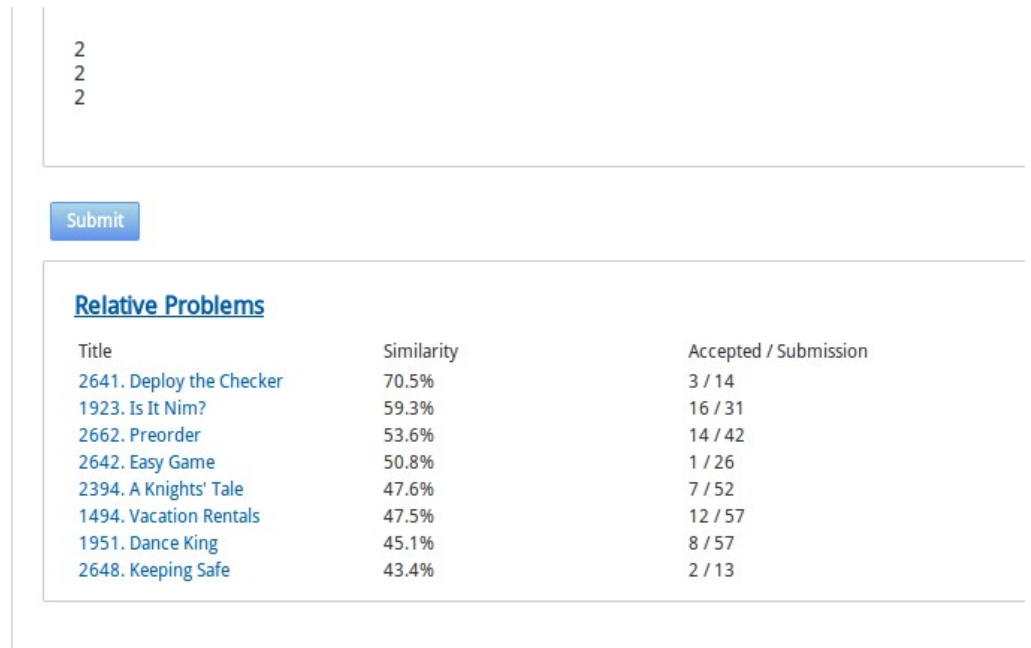 2
2
2
Submit
Relative Problems
Title Similarity Accepted / Submission
2641. Deploy the Checker 70.5% 3 / 14
1923. Is It Nim? 59.3% 16 / 31
2662. Preorder 53.6% 14 / 42
2642. Easy Game 50.8% 1 / 26
2394. A Knights' Tale 47.6% 7 / 52
1494. Vacation Rentals 47.5% 12 / 57
1951. Dance King 45.1% 8 / 57
2648. Keeping Safe 43.4% 2 / 13